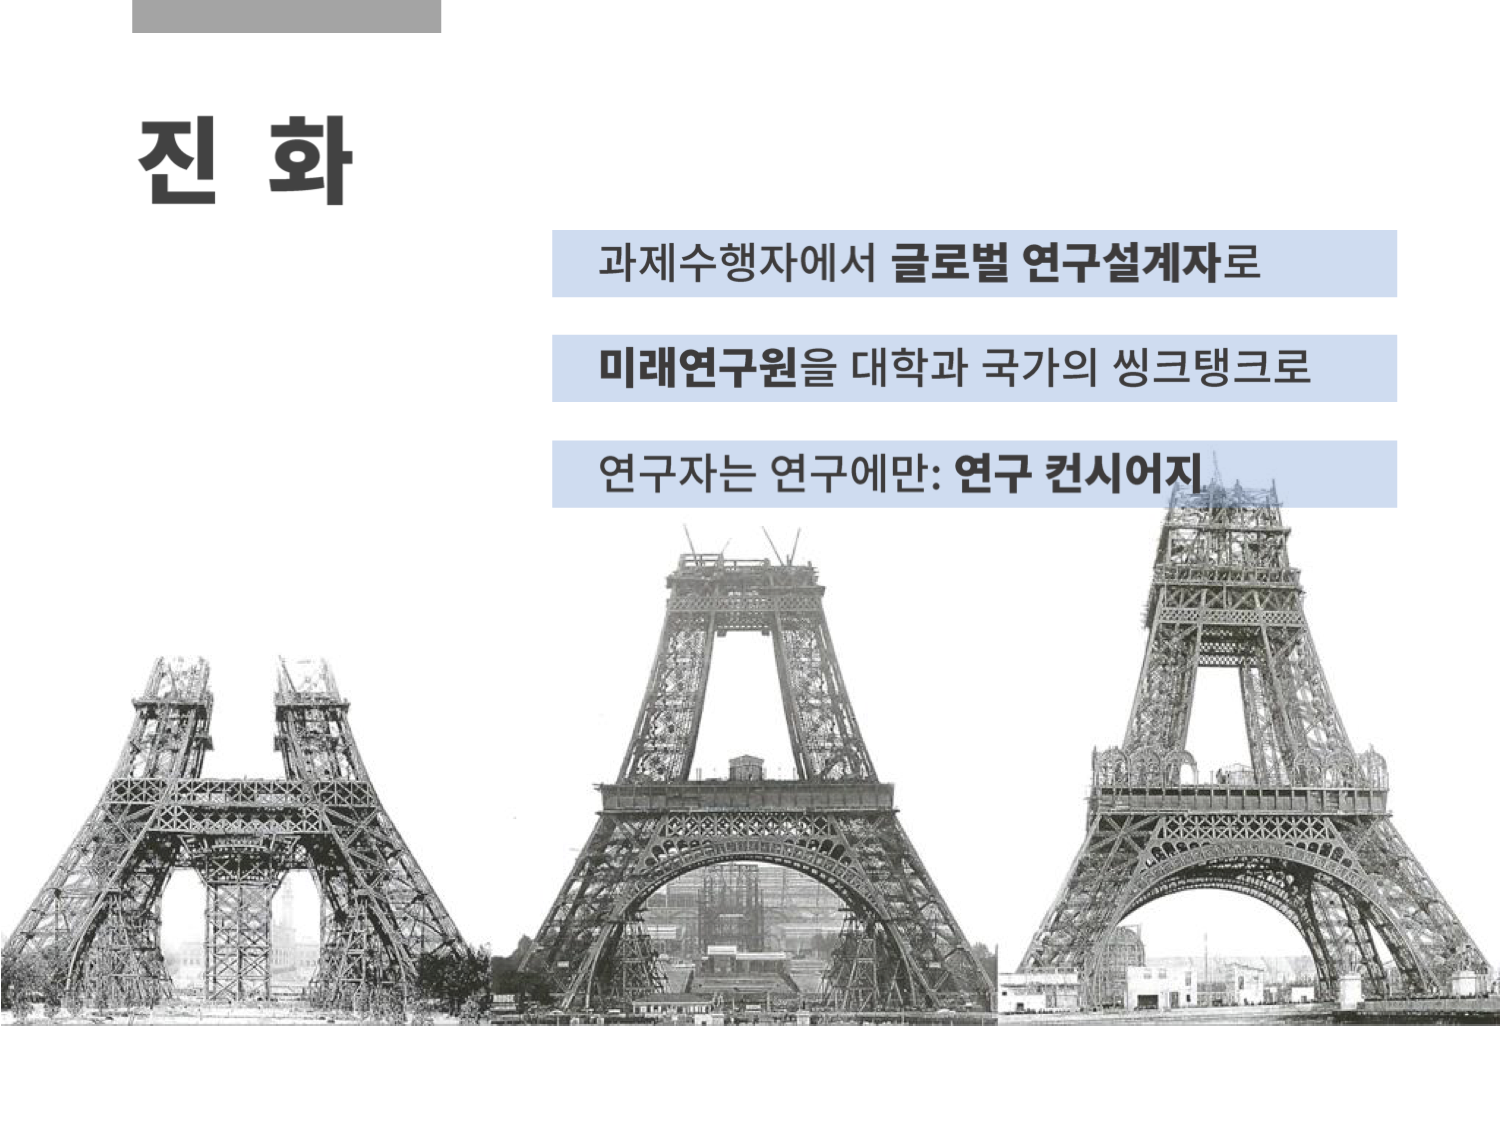 진 화
과제수행자에서 글로벌 연구설계자로
미래연구원을 대학과 국가의 씽크탱크로
연구자는 연구에만: 연구 컨시어지